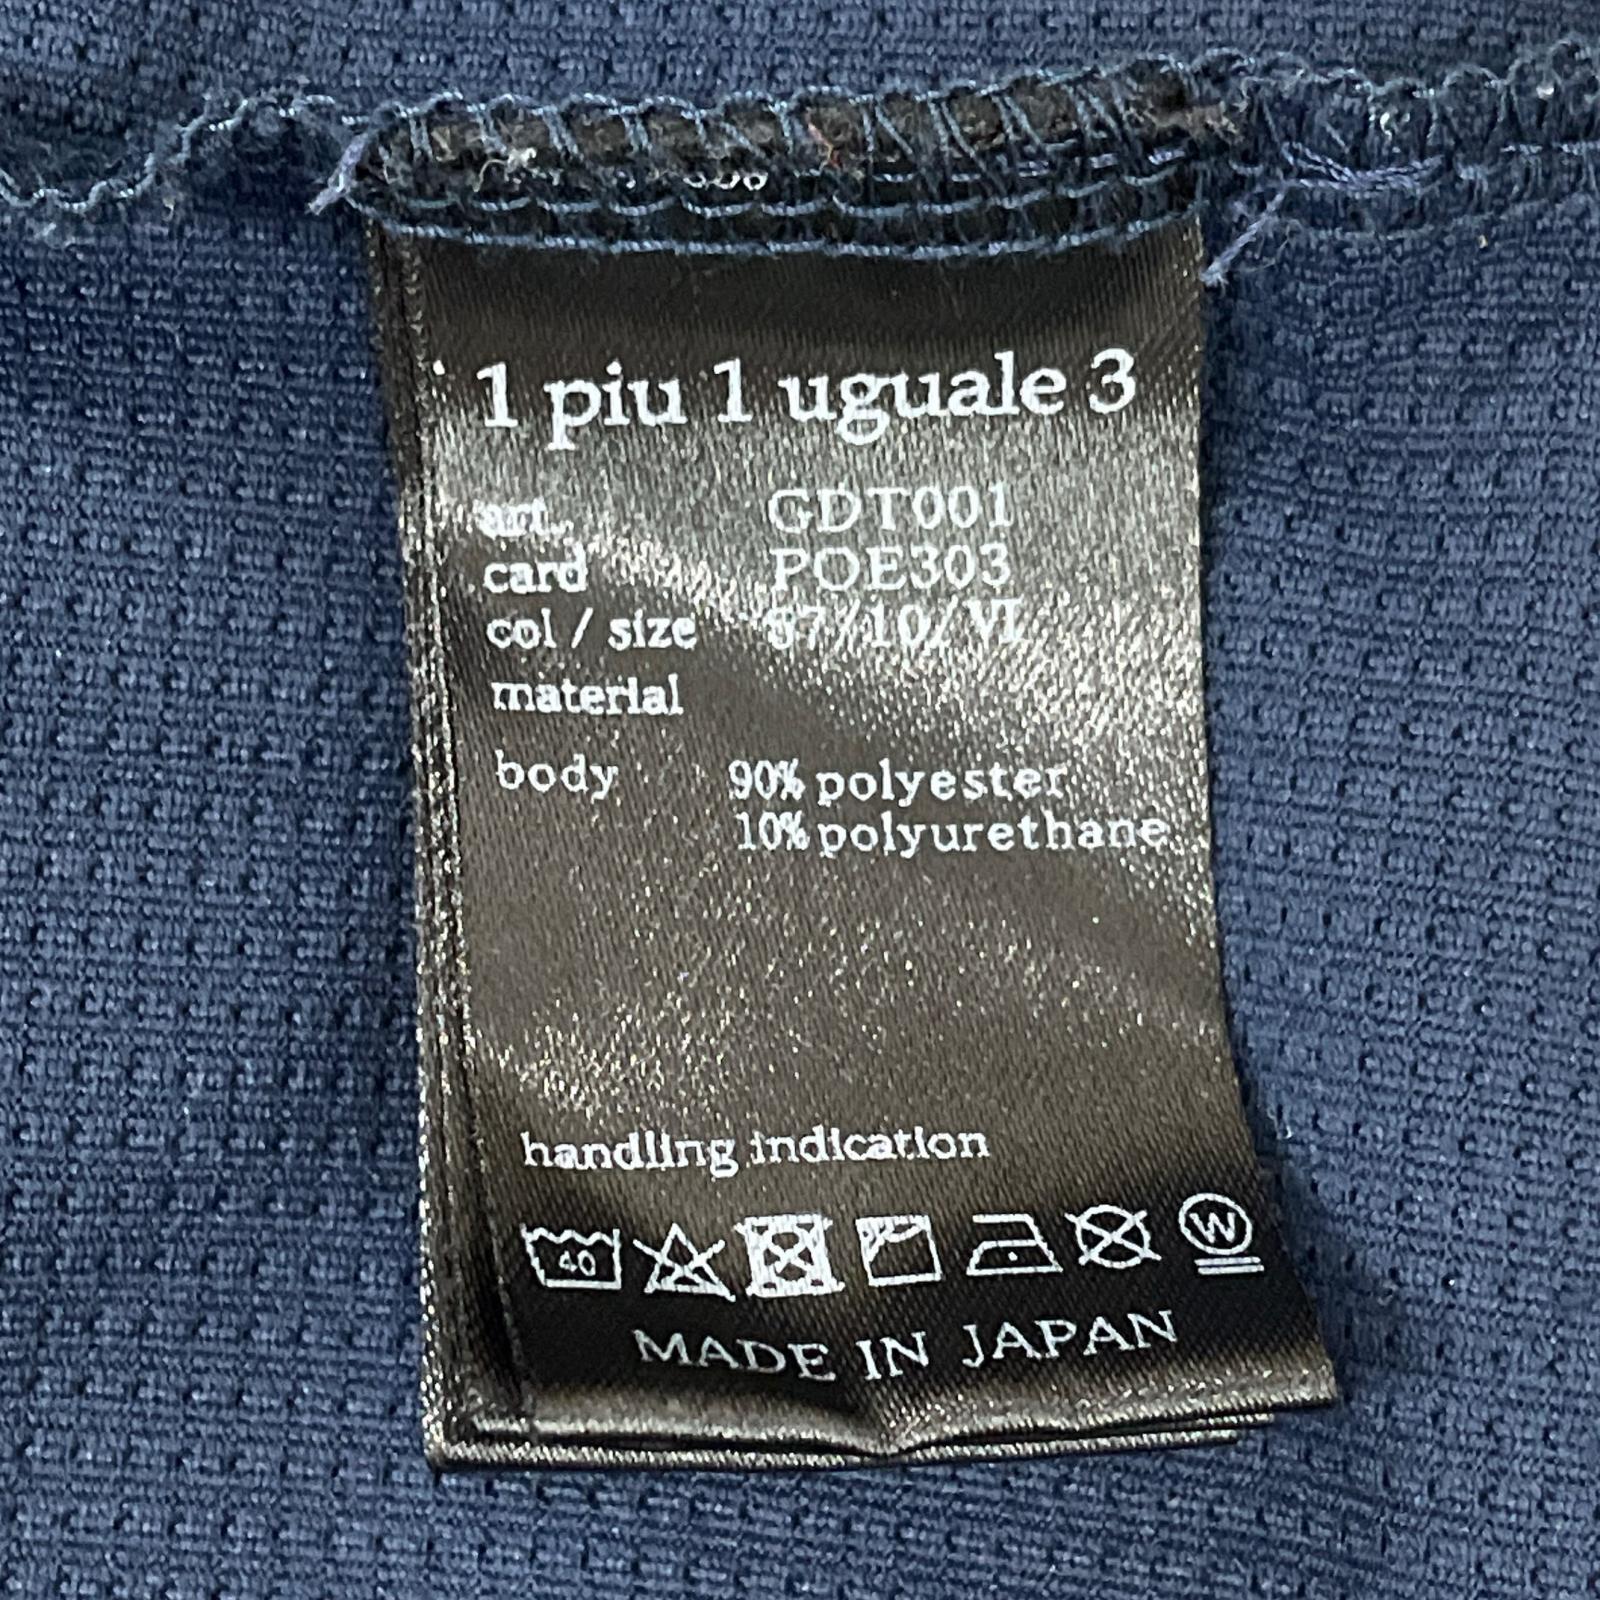 1 piu 1 uguale 3
art. GDT001
card POE303
col / size 67/10/VI
material
body 90% polyester
10% polyurethane
handling indication
40
W
MADE IN JAPAN